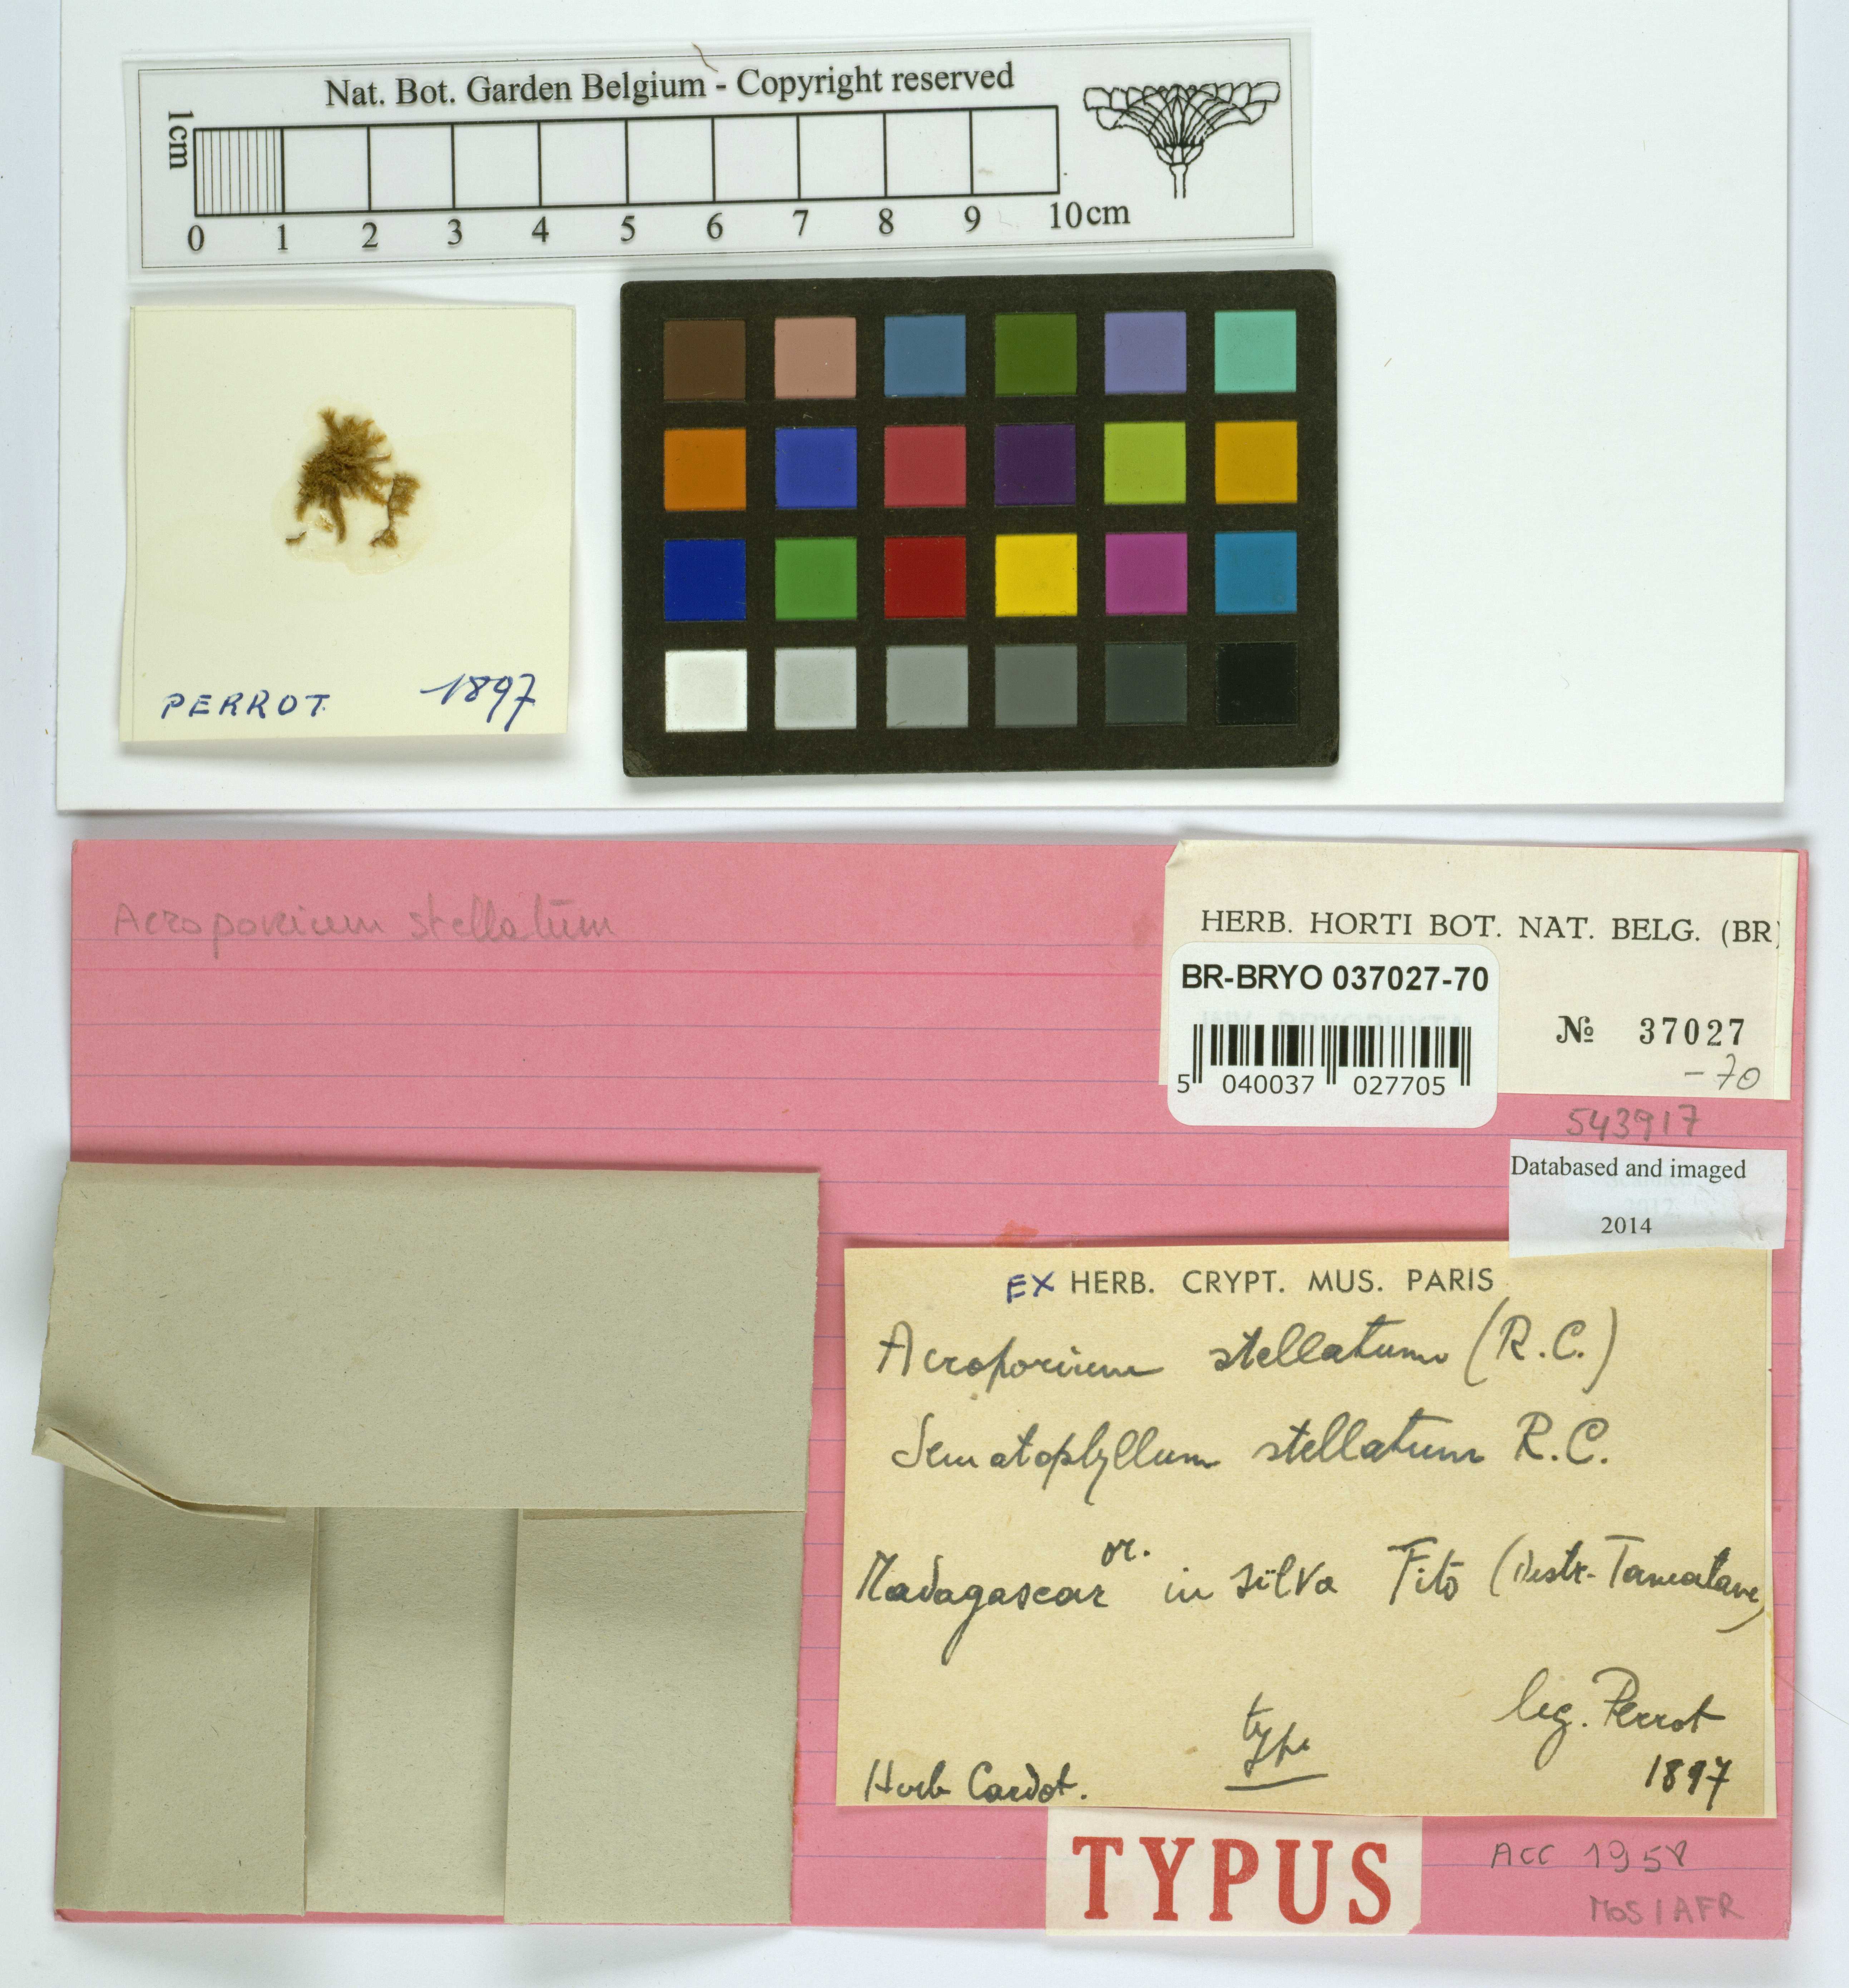 Nat. Bot. Garden Belgium - Copyright reserved
1cm
0 1 2 3 4 5 6 7 8 9 10cm
PERROT 1897
Acroporium stellatum
HERB. HORTI BOT. NAT. BELG. (BR)
BR-BRYO 037027-70
5 040037 027705
№ 37027
-70
543917
Databased and imaged
2014
EX HERB. CRYPT. MUS. PARIS
Acroporium stellatum (R.C.)
Sematophyllum stellatum R.C.
Madagascar or. in silva Fito (Distr. Tamatave)
leg. Perrot
type
1897
Herb Cardot.
TYPUS
ACC 1958
MOS / AFR